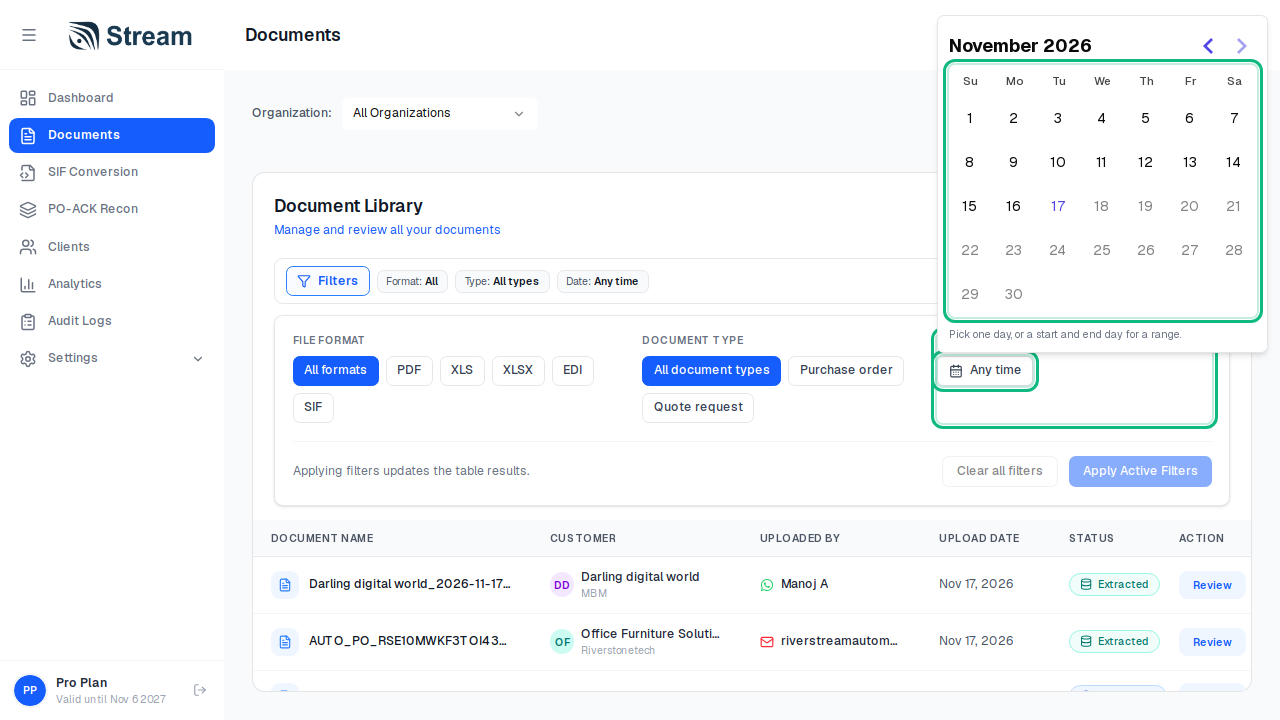 Stream
Documents
Dashboard
Documents
SIF Conversion
PO-ACK Recon
Clients
Analytics
Audit Logs
Settings
PP
Pro Plan
Valid until Nov 6 2027
Organization:
All Organizations
Document Library
Manage and review all your documents
Filters
Format: All
Type: All types
Date: Any time
FILE FORMAT
All formats
PDF
XLS
XLSX
EDI
SIF
DOCUMENT TYPE
All document types
Purchase order
Quote request
November 2026
Su Mo Tu We Th Fr Sa
1 2 3 4 5 6 7
8 9 10 11 12 13 14
15 16 17 18 19 20 21
22 23 24 25 26 27 28
29 30
Pick one day, or a start and end day for a range.
Any time
Applying filters updates the table results.
Clear all filters
Apply Active Filters
DOCUMENT NAME CUSTOMER UPLOADED BY UPLOAD DATE STATUS ACTION
Darling digital world_2026-11-17... DD Darling digital world Manoj A Nov 17, 2026 Extracted Review
MBM
AUTO_PO_RSE10MWKF3TOI43... OF Office Furniture Soluti... riverstreamautom... Nov 17, 2026 Extracted Review
Riverstonetech